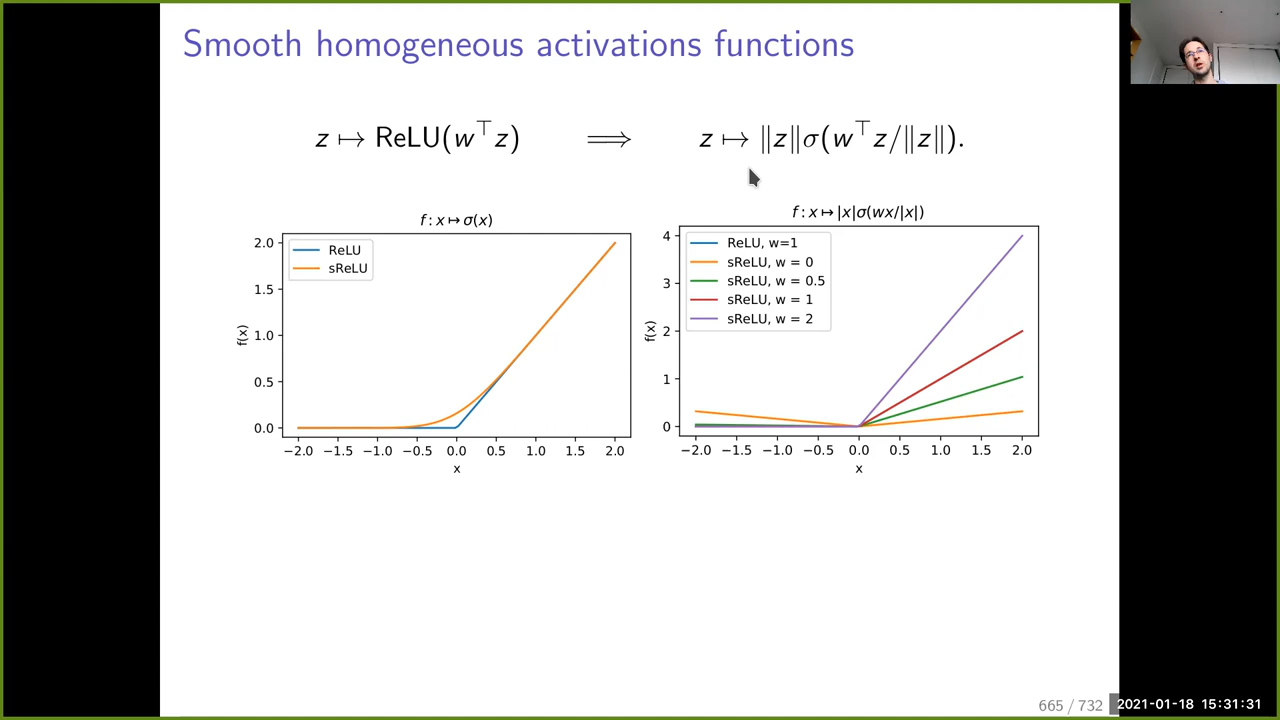 Smooth homogeneous activations functions
z ↦ ReLU(w⊤z) ⟹ z ↦ ‖z‖σ(w⊤z/‖z‖).
f : x ↦ σ(x)
ReLU
sReLU
2.0
1.5
1.0
0.5
0.0
f(x)
−2.0 −1.5 −1.0 −0.5 0.0 0.5 1.0 1.5 2.0
x
f : x ↦ |x|σ(wx/|x|)
ReLU, w=1
sReLU, w = 0
sReLU, w = 0.5
sReLU, w = 1
sReLU, w = 2
4
3
2
1
0
f(x)
−2.0 −1.5 −1.0 −0.5 0.0 0.5 1.0 1.5 2.0
x
665 / 732
2021-01-18 15:31:31